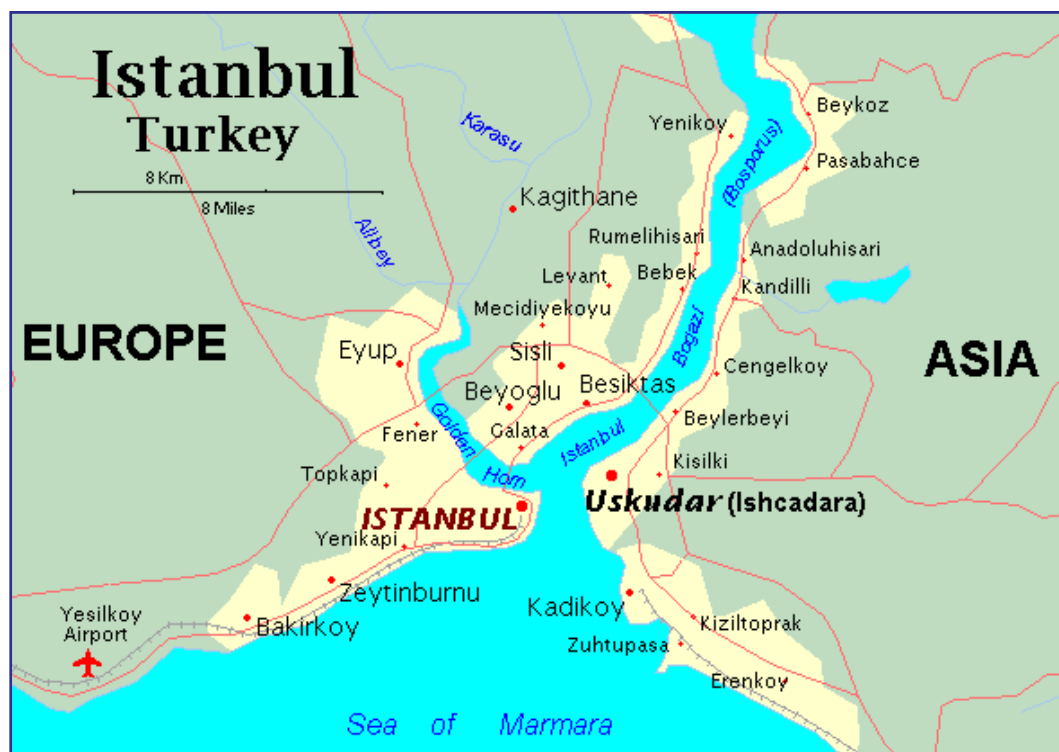 Istanbul
Turkey
8 Km
8 Miles
Karasu
Alibey
Kagithane
Yenikoy
Beykoz
(Bosporus)
Pasabahce
Rumelihisari
Anadoluhisari
Levant
Bebek
Kandilli
Mecidiyekoyu
EUROPE
Eyup
Sisli
Bogazi
ASIA
Cengelkoy
Beyoglu
Besiktas
Beylerbeyi
Fener
Golden
Horn
Galata
Istanbul
Topkapi
Kisilki
ISTANBUL
Uskudar (Ishcadara)
Yenikapi
Zeytinburnu
Kadikoy
Yesilkoy
Airport
Bakirkoy
Kiziltoprak
Zuhtupasa
Erenkoy
Sea of Marmara